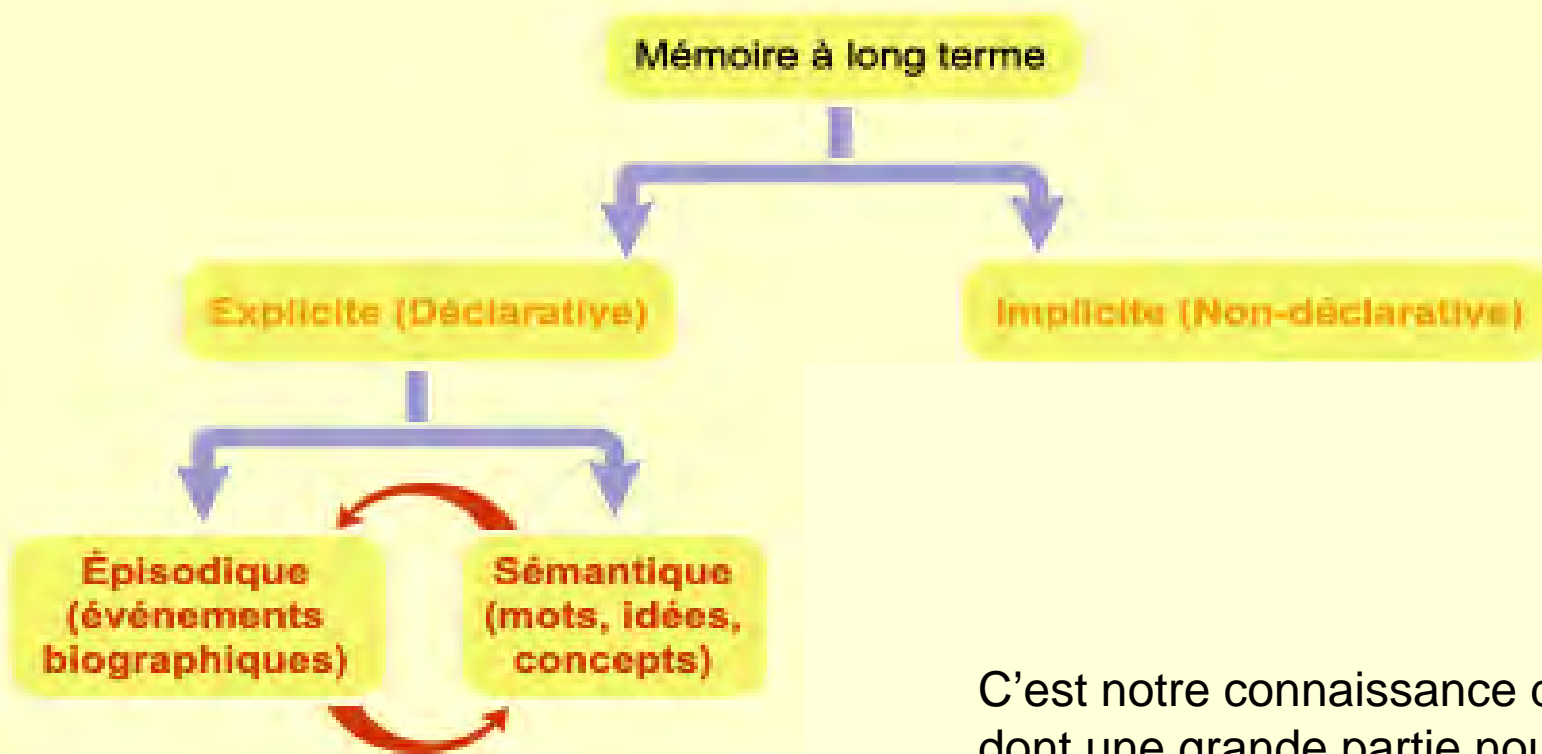 Mémoire à long terme
Explicite (Déclarative)
Implicite (Non-déclarative)
Épisodique
(événements
biographiques)
Sémantique
(mots, idées,
concepts)
C’est notre connaissance
dont une grande partie